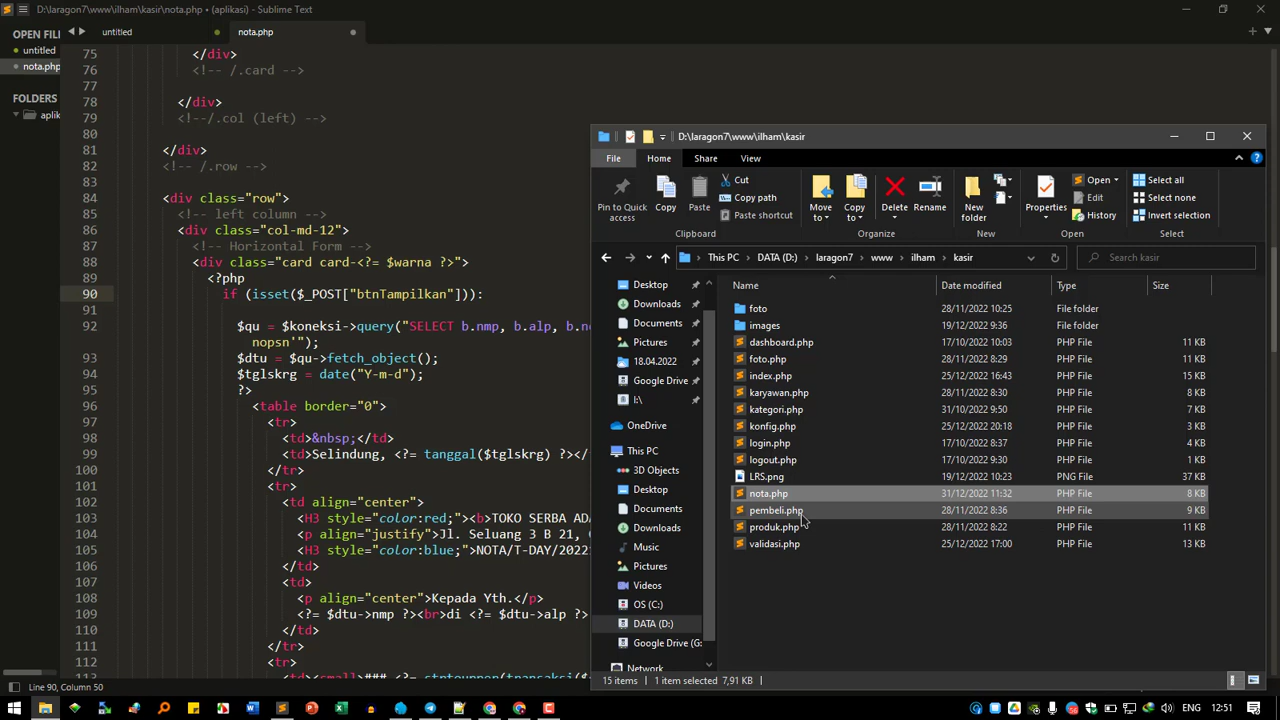 D:\laragon7\www\ilham\kasir\nota.php • (aplikasi) - Sublime Text
OPEN FIL
untitled
nota.php
untitled
nota.php
FOLDERS
aplik
75 </div>
76 <!-- /.card -->
77
78 </div>
79 <!--/.col (left) -->
80
81 </div>
82 <!-- /.row -->
83
84 <div class="row">
85 <!-- left column -->
86 <div class="col-md-12">
87 <!-- Horizontal Form -->
88 <div class="card card-<?= $warna ?>">
89 <?php
90 if (isset($_POST["btnTampilkan"])):
91
92 $qu = $koneksi->query("SELECT b.nmp, b.alp, b.no
nopsn'");
93 $dtu = $qu->fetch_object();
94 $tglskrg = date("Y-m-d");
95 ?>
96 <table border="0">
97 <tr>
98 <td>&nbsp;</td>
99 <td>Selindung, <?= tanggal($tglskrg) ?></
100 </tr>
101 <tr>
102 <td align="center">
103 <H3 style="color:red;"><b>TOKO SERBA AD
104 <p align="justify">Jl. Seluang 3 B 21,
105 <H3 style="color:blue;">NOTA/T-DAY/2022
106 </td>
107 <td>
108 <p align="center">Kepada Yth.</p>
109 <?= $dtu->nmp ?><br>di <?= $dtu->alp ?>
110 </td>
111 </tr>
112 <tr>
113 <td><small>### <?= strtoupper(transaksi($
Line 90, Column 50
D:\laragon7\www\ilham\kasir
File Home Share View
Pin to Quick access
Copy
Paste
Cut
Copy path
Paste shortcut
Clipboard
Move to
Copy to
Delete
Rename
Organize
New folder
New
Properties
Open
Edit
History
Open
Select all
Select none
Invert selection
Select
This PC DATA (D:) laragon7 www ilham kasir
Search kasir
Desktop
Downloads
Documents
Pictures
18.04.2022
Google Drive
I:\
OneDrive
This PC
3D Objects
Desktop
Documents
Downloads
Music
Pictures
Videos
OS (C:)
DATA (D:)
Google Drive (G:
Network
Name Date modified Type Size
foto 28/11/2022 10:25 File folder
images 19/12/2022 9:36 File folder
dashboard.php 17/10/2022 10:03 PHP File 11 KB
foto.php 28/11/2022 8:29 PHP File 11 KB
index.php 25/12/2022 16:43 PHP File 15 KB
karyawan.php 28/11/2022 8:30 PHP File 11 KB
kategori.php 31/10/2022 9:50 PHP File 7 KB
konfig.php 25/12/2022 20:18 PHP File 3 KB
login.php 17/10/2022 8:37 PHP File 4 KB
logout.php 17/10/2022 9:30 PHP File 1 KB
LRS.png 19/12/2022 10:23 PNG File 37 KB
nota.php 31/12/2022 11:32 PHP File 8 KB
pembeli.php 28/11/2022 8:36 PHP File 9 KB
produk.php 28/11/2022 8:22 PHP File 11 KB
validasi.php 25/12/2022 17:00 PHP File 13 KB
15 items 1 item selected 7,91 KB
ENG 12:51